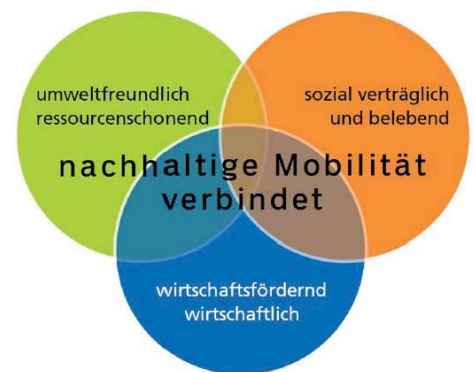 umweltfreundlich
ressourcenschonend
sozial verträglich
und belebend
nachhaltige Mobilität
verbindet
wirtschaftsfördernd
wirtschaftlich